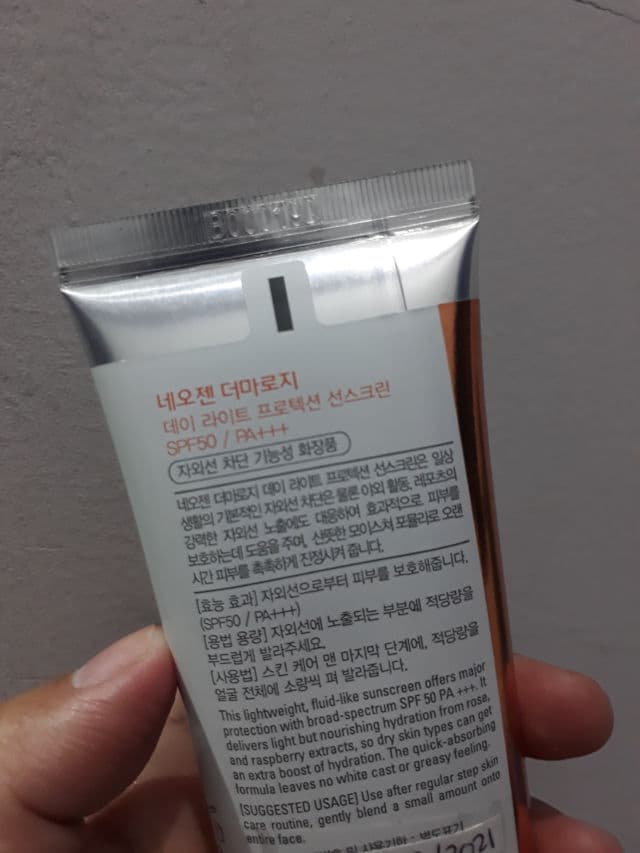 네오젠 더마로지
데이 라이트 프로텍션 선스크린
SPF50 / PA+++
자외선 차단 기능성 화장품
네오젠 더마로지 데이 라이트 프로텍션 선스크린은 일상
생활의 기본적인 자외선 차단은 물론 야외 활동, 레포츠의
강력한 자외선 노출에도 대응하여 효과적으로 피부를
보호하는데 도움을 주며, 산뜻한 모이스쳐 포뮬라로 오랜
시간 피부를 촉촉하게 진정시켜 줍니다.
[효능 효과] 자외선으로부터 피부를 보호해줍니다.
(SPF50 / PA+++)
[용법 용량] 자외선에 노출되는 부분에 적당량을
부드럽게 발라주세요.
[사용법] 스킨 케어 맨 마지막 단계에, 적당량을
얼굴 전체에 소량씩 펴 발라줍니다.
This lightweight, fluid-like sunscreen offers major
protection with broad-spectrum SPF 50 PA +++. It
delivers light but nourishing hydration from rose,
and raspberry extracts, so dry skin types can get
an extra boost of hydration. The quick-absorbing
formula leaves no white cast or greasy feeling.
[SUGGESTED USAGE] Use after regular step skin
care routine, gently blend a small amount onto
entire face.
및 사용기한 : 별도표기
/2021